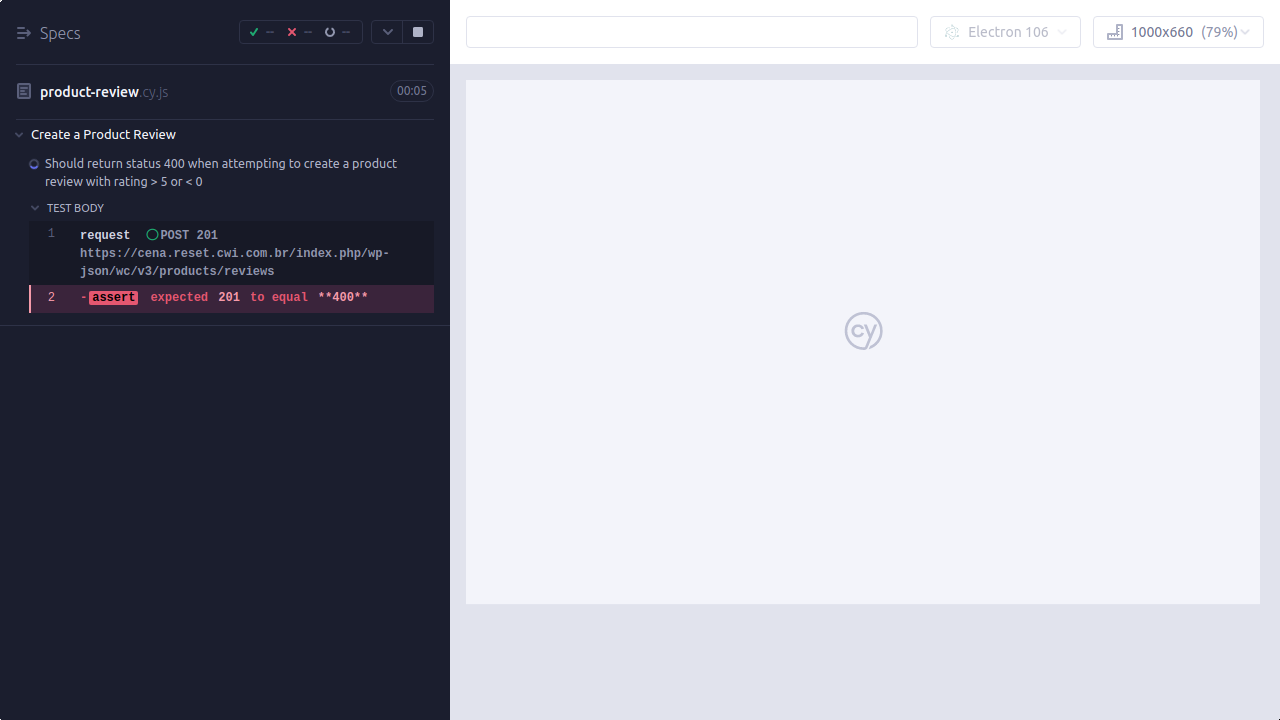 Specs
--
--
--
Electron 106
1000x660 (79%)
product-review.cy.js
00:05
Create a Product Review
Should return status 400 when attempting to create a product
review with rating > 5 or < 0
TEST BODY
1 request POST 201
https://cena.reset.cwi.com.br/index.php/wp-
json/wc/v3/products/reviews
2 -assert expected 201 to equal **400**
cy